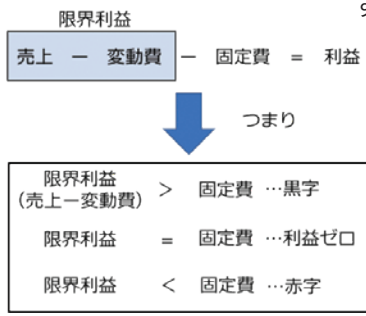 限界利益
売上 － 変動費 － 固定費 ＝ 利益
つまり
限界利益
(売上－変動費) ＞ 固定費 …黒字
限界利益 ＝ 固定費 …利益ゼロ
限界利益 ＜ 固定費 …赤字